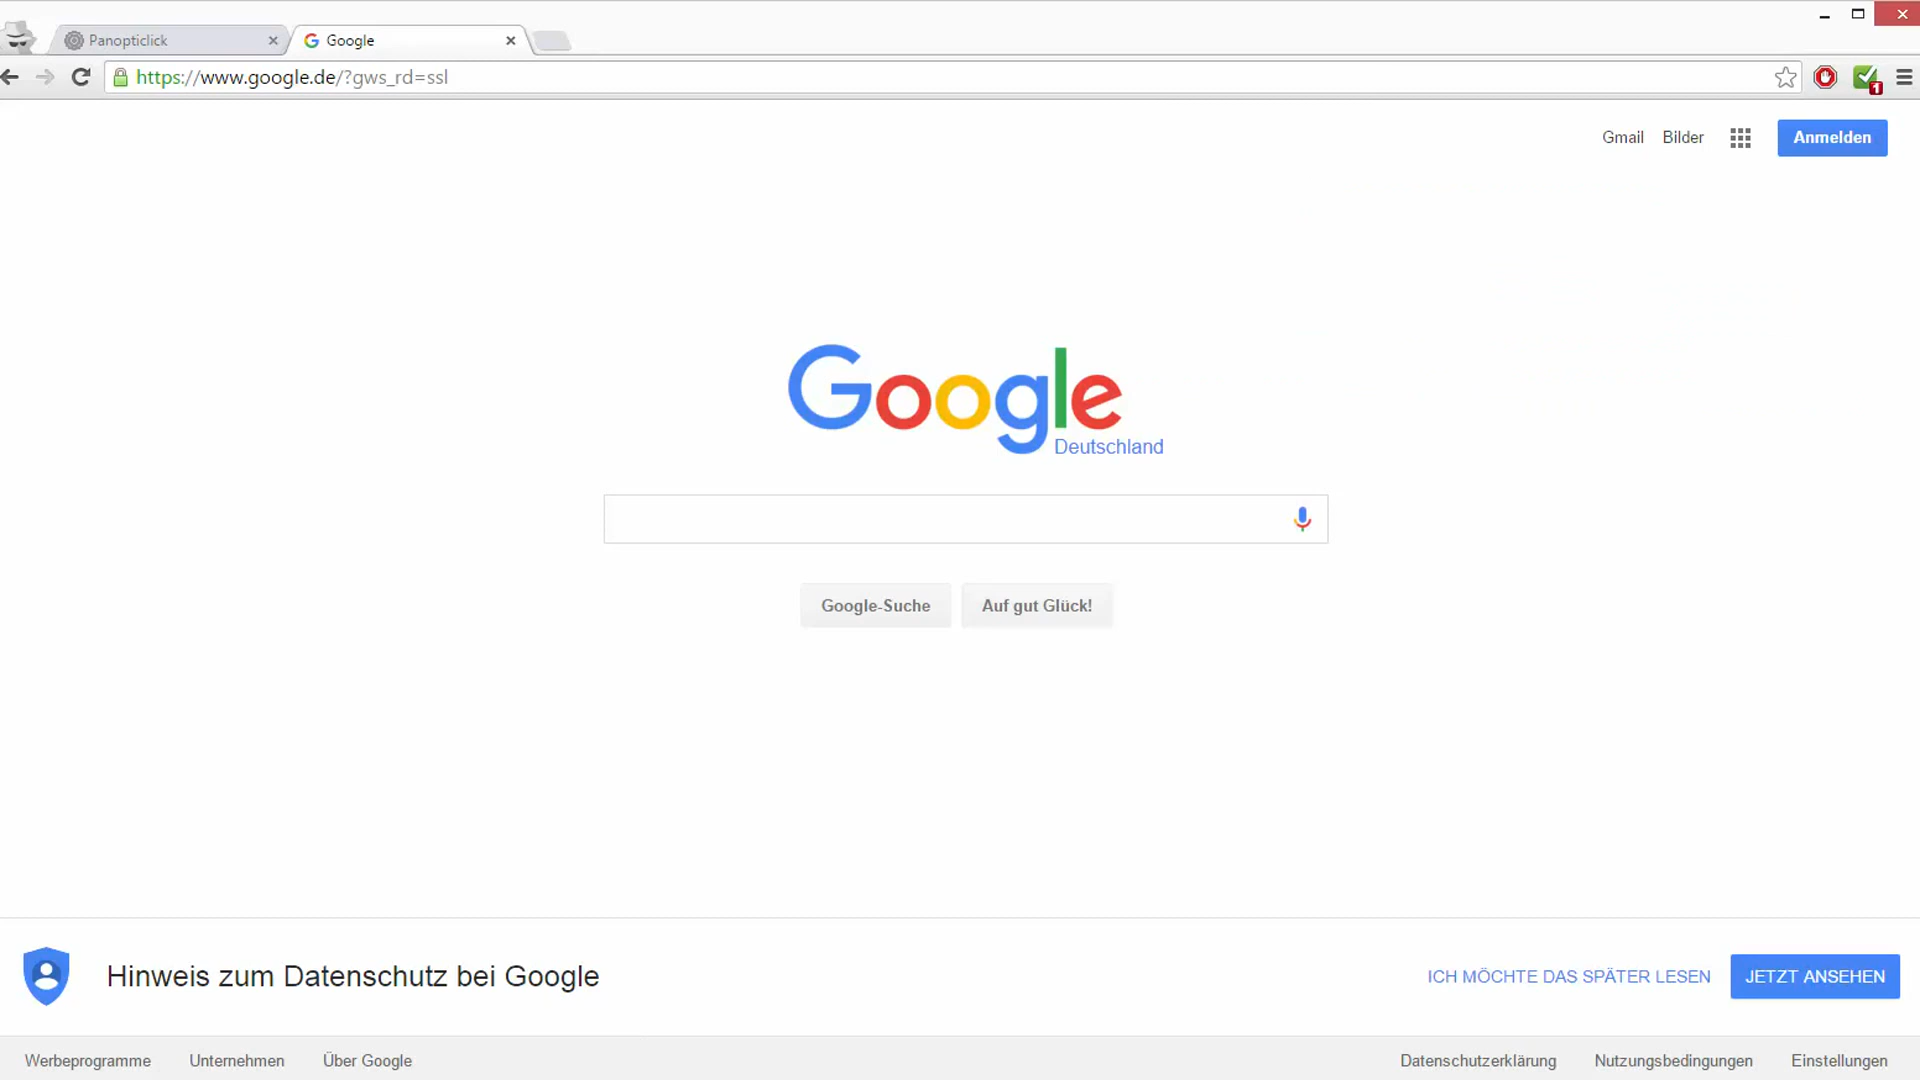 Panopticlick
Google
https://www.google.de/?gws_rd=ssl
1
Gmail Bilder Anmelden
Google
Deutschland
Google-Suche Auf gut Glück!
Hinweis zum Datenschutz bei Google
ICH MÖCHTE DAS SPÄTER LESEN JETZT ANSEHEN
Werbeprogramme Unternehmen Über Google Datenschutzerklärung Nutzungsbedingungen Einstellungen